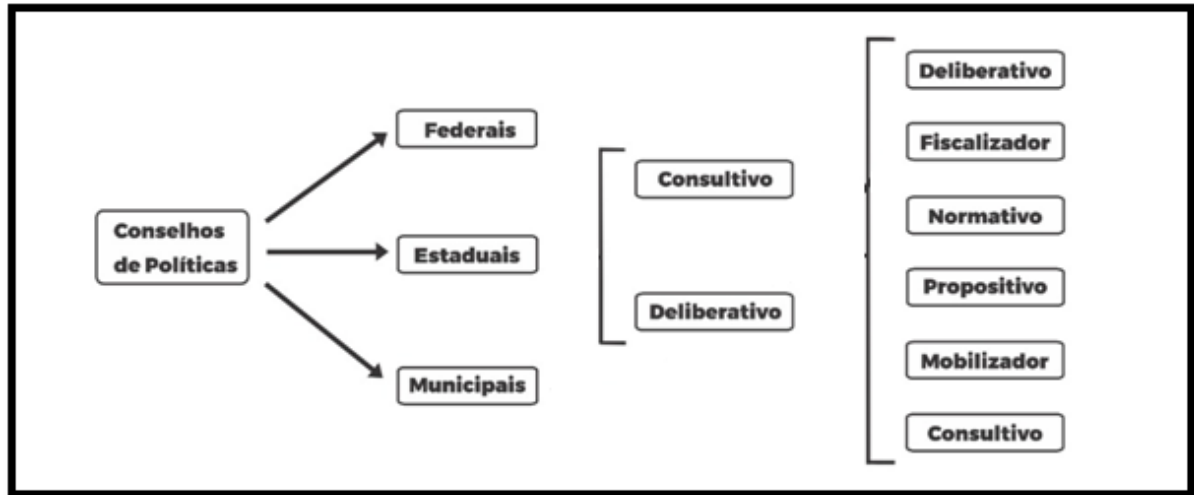 Conselhos
de Políticas
Federais
Estaduais
Municipais
Consultivo
Deliberativo
Deliberativo
Fiscalizador
Normativo
Propositivo
Mobilizador
Consultivo